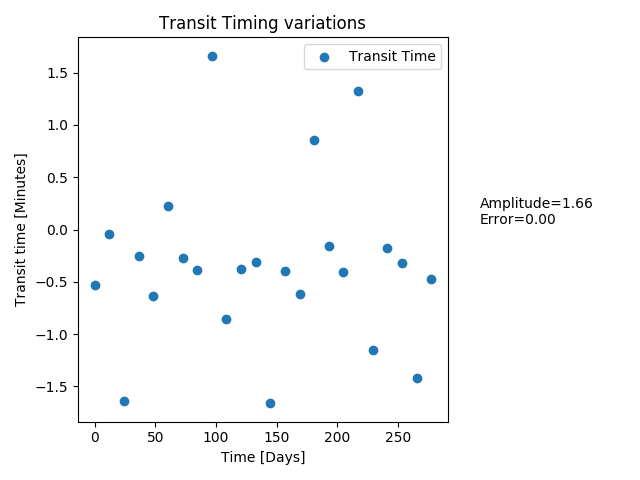 Transit Timing variations
Transit Time
1.5
1.0
0.5
0.0
−0.5
−1.0
−1.5
Transit time [Minutes]
Amplitude=1.66
Error=0.00
0 50 100 150 200 250
Time [Days]